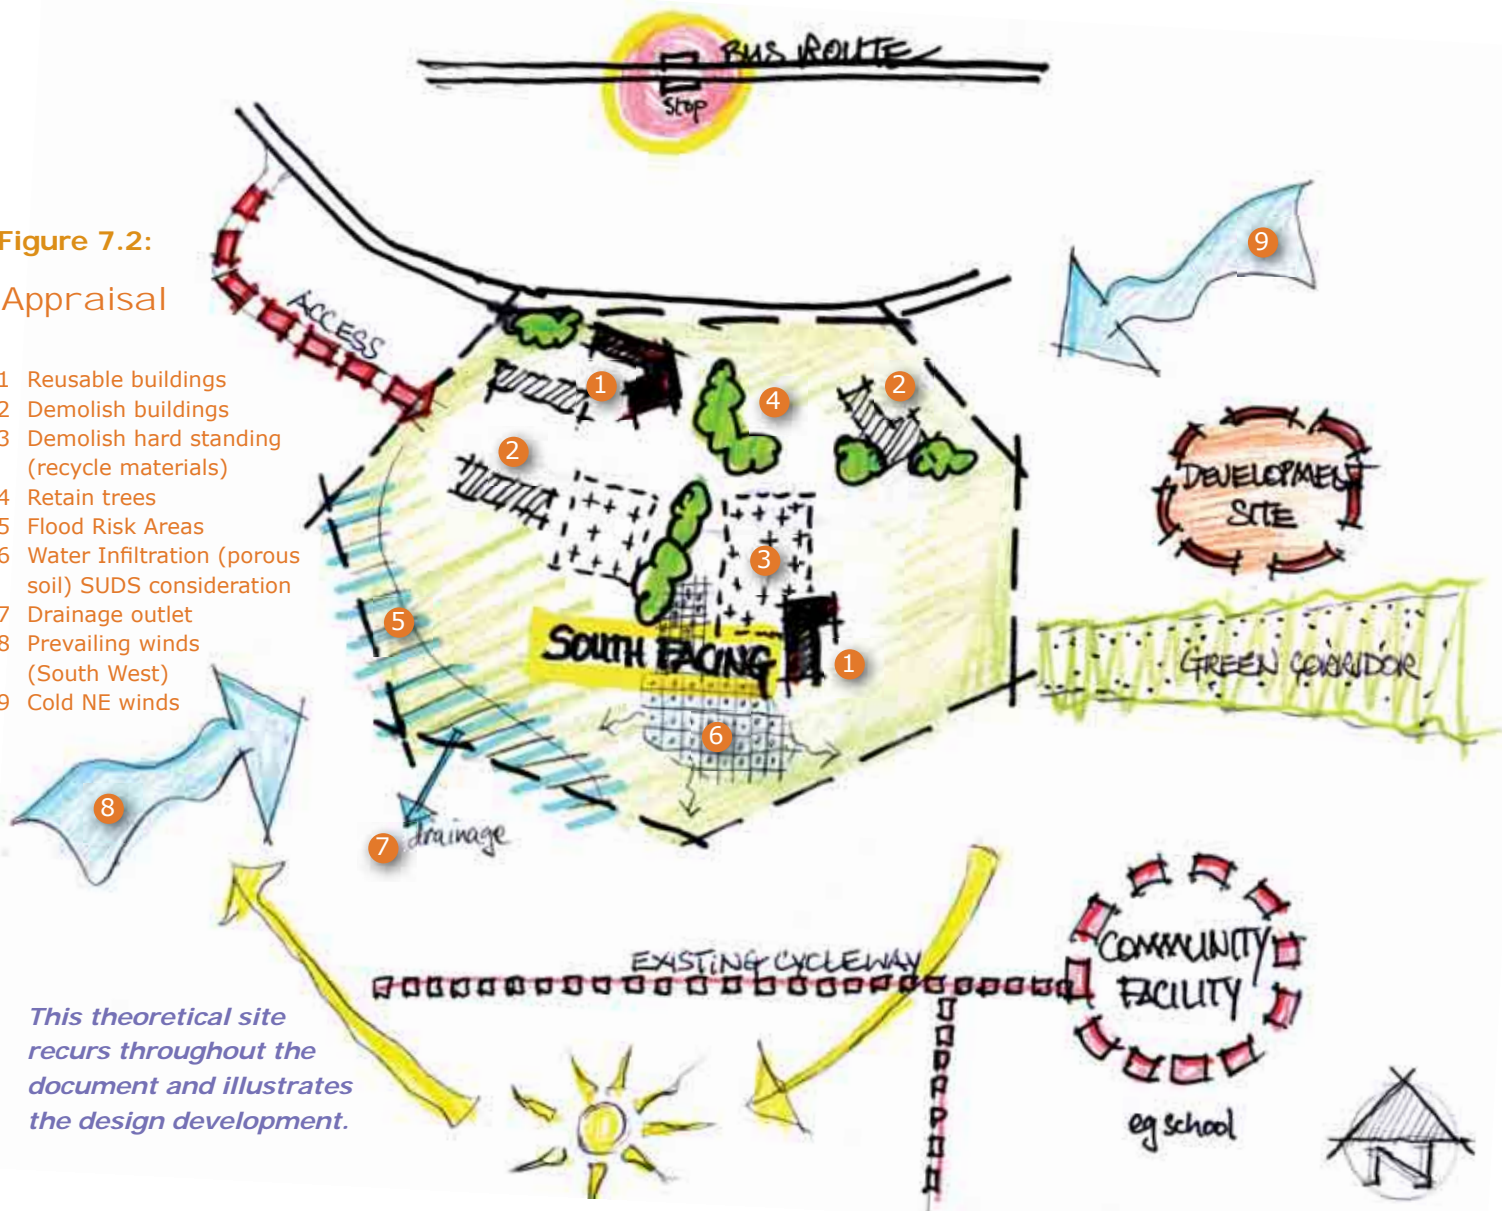 BUS ROUTE
Stop
Figure 7.2:
Appraisal
1 Reusable buildings
2 Demolish buildings
3 Demolish hard standing
(recycle materials)
4 Retain trees
5 Flood Risk Areas
6 Water Infiltration (porous
soil) SUDS consideration
7 Drainage outlet
8 Prevailing winds
(South West)
9 Cold NE winds
ACCESS
9
1
2
4
2
3
DEVELOPMENT
SITE
5
SOUTH FACING
1
GREEN CORRIDOR
6
8
7
drainage
EXISTING CYCLEWAY
COMMUNITY
FACILITY
eg school
This theoretical site
recurs throughout the
document and illustrates
the design development.
N